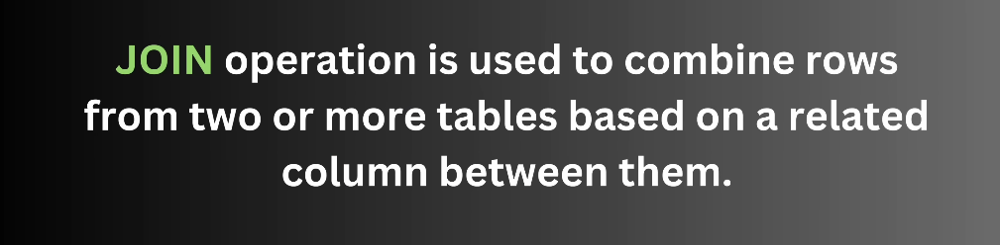 JOIN operation is used to combine rows
from two or more tables based on a related
column between them.